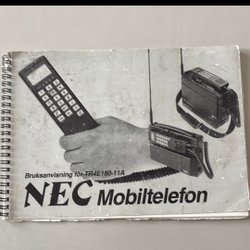 Bruksanvisning för TR4E180-11A
NEC Mobiltelefon